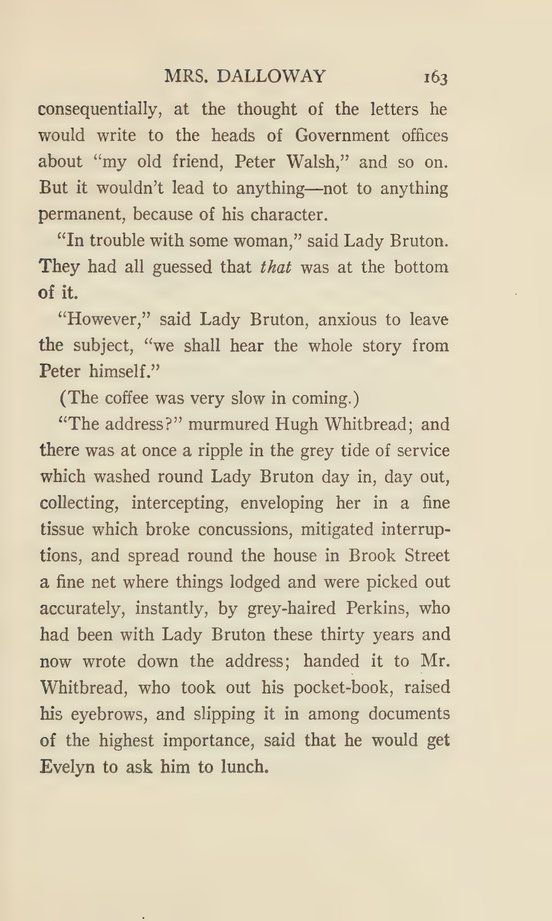 MRS. DALLOWAY 163
consequentially, at the thought of the letters he
would write to the heads of Government offices
about “my old friend, Peter Walsh,” and so on.
But it wouldn’t lead to anything—not to anything
permanent, because of his character.
“In trouble with some woman,” said Lady Bruton.
They had all guessed that that was at the bottom
of it.
“However,” said Lady Bruton, anxious to leave
the subject, “we shall hear the whole story from
Peter himself.”
(The coffee was very slow in coming.)
“The address?” murmured Hugh Whitbread; and
there was at once a ripple in the grey tide of service
which washed round Lady Bruton day in, day out,
collecting, intercepting, enveloping her in a fine
tissue which broke concussions, mitigated interrup-
tions, and spread round the house in Brook Street
a fine net where things lodged and were picked out
accurately, instantly, by grey-haired Perkins, who
had been with Lady Bruton these thirty years and
now wrote down the address; handed it to Mr.
Whitbread, who took out his pocket-book, raised
his eyebrows, and slipping it in among documents
of the highest importance, said that he would get
Evelyn to ask him to lunch.